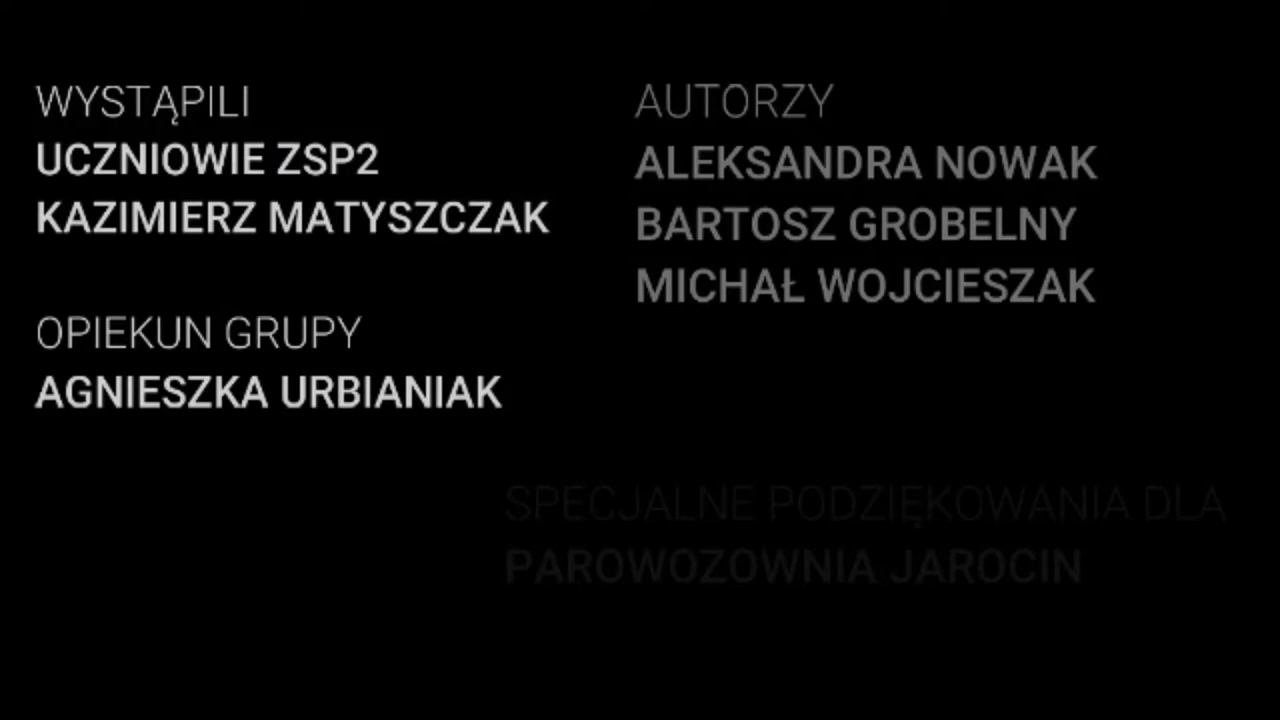 WYSTĄPILI
UCZNIOWIE ZSP2
KAZIMIERZ MATYSZCZAK
OPIEKUN GRUPY
AGNIESZKA URBIANIAK
AUTORZY
ALEKSANDRA NOWAK
BARTOSZ GROBELNY
MICHAŁ WOJCIESZAK
SPECJALNE PODZIĘKOWANIA DLA
PAROWOZOWNIA JAROCIN